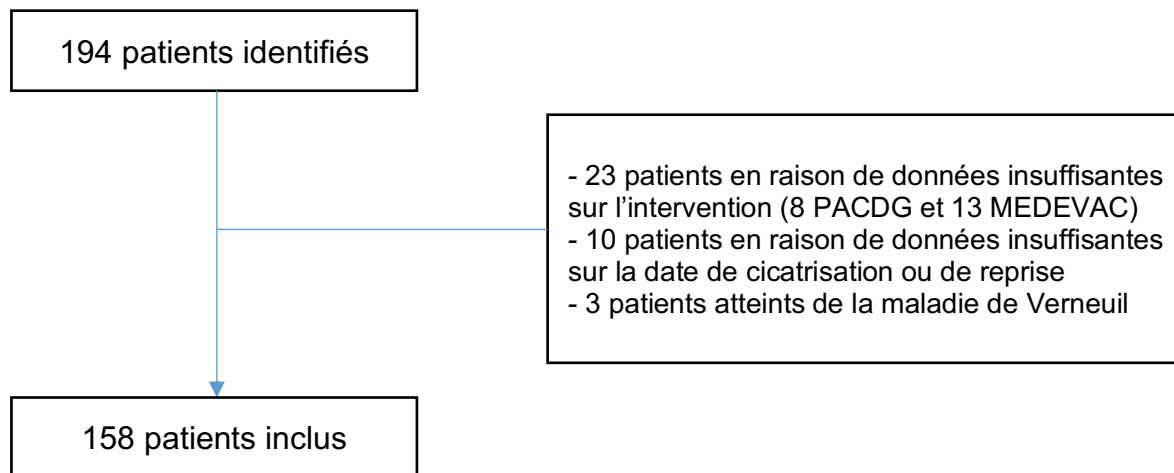 194 patients identifiés
- 23 patients en raison de données insuffisantes
sur l’intervention (8 PACDG et 13 MEDEVAC)
- 10 patients en raison de données insuffisantes
sur la date de cicatrisation ou de reprise
- 3 patients atteints de la maladie de Verneuil
158 patients inclus